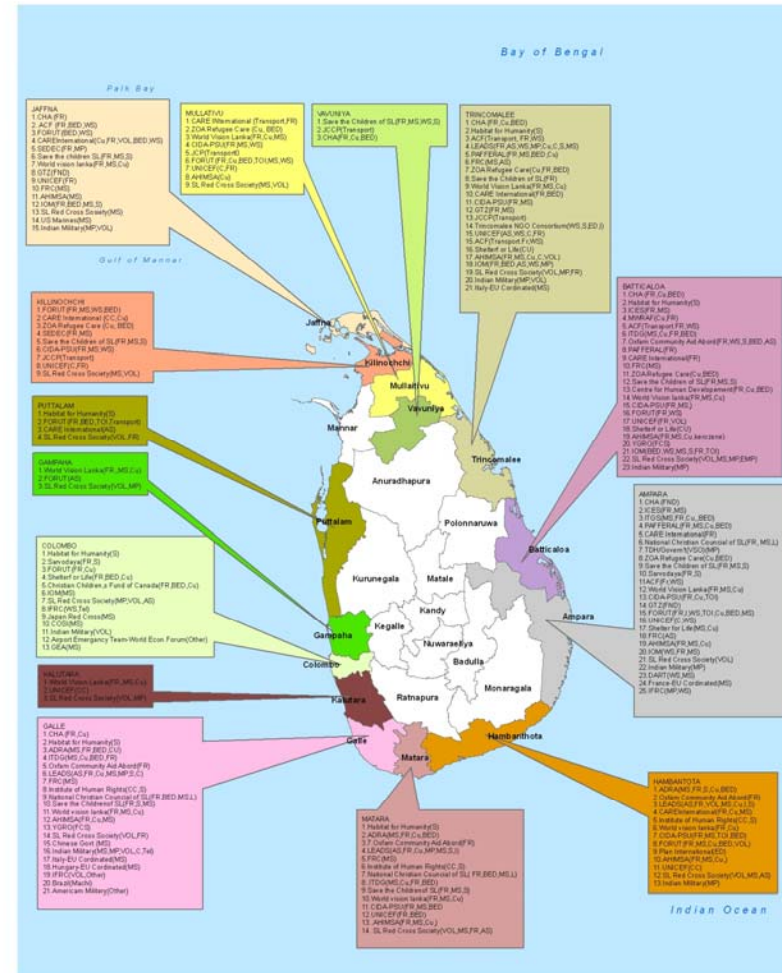 Bay of Bengal
Palk Bay
JAFFNA
1. CHA (FR)
2. .ACF (FR,BED,WS)
3. FORUT(BED,WS)
4. CAREInternational(Cu,FR,VOL,BED,WS)
5. SEDEC(FR,MP)
6. Save the children SL(FR,MS,S)
7. World vision lanka(FR,MS,Cu)
8. GTZ(FND)
9. UNICEF(FR)
10. FRC(MS)
11. AHIMSA(MS)
12. IOM(FR,BED,MS,S)
13. SL Red Cross Society(MS)
14. US Marines(MS)
15. Indian Military(MP,VOL)
MULLATIVU
1. CARE International (Transport,FR)
2. ZOA Refugee Care (Cu, BED)
3. World Vision Lanka(FR,Cu,MS)
4. CIDA-PSU(FR,MS,WS)
5. JCP(Transport)
6. FORUT(FR,Cu,BED,TOI,MS,WS)
7. UNICEF(C,FR)
8. AHIMSA(Cu)
9. SL Red Cross Society(MS,VOL)
VAVUNIYA
1. Save the Children of SL(FR,MS,WS,S)
2. JCCP(Transport)
3. CHA(FR,Cu,BED)
TRINCOMALEE
1. CHA (FR,Cu,BED)
2. Habitat for Humanity(S)
3. ACF(Transport, FR,WS)
4. LEADS(FR,AS,WS,MP,Cu,C,S,MS)
5. PAFFERAL(FR,MS,BED,Cu)
6. FRC(MS,AS)
7. ZOA Refugee Care(Cu,FR,BED)
8. Save the Children of SL(FR)
9. World Vision Lanka(FR,MS,Cu)
10. CARE International(FR,BED)
11. CIDA-PSU(FR,MS)
12. GTZ(FR,MS)
13. JCCP(Transport)
14. Trincomalee NGO Consortium(WS,S,ED,I)
15. UNICEF(AS,WS,C,FR)
15. ACF(Transport,Fr,WS)
16. Shelterf or Life(CU)
17. AHIMSA(FR,MS,Cu,C,VOL)
18. IOM(FR,BED,AS,WS,MP)
19. SL Red Cross Society(VOL,MP,FR)
20. Indian Military(MP,VOL)
21. Italy-EU Cordinated(MS)
Gulf of Mannar
KILLINOCHCHI
1. FORUT(FR,MS,WS,BED)
2. CARE International (CC,Cu)
3. ZOA Refugee Care (Cu, BED)
4. SEDEC(FR,MS)
5. Save the Children of SL(FR,MS,S)
6. CIDA-PSU(FR,MS,WS)
7. JCCP(Transport)
8. UNICEF(C,FR)
9. SL Red Cross Society(MS,VOL)
BATTICALOA
1. CHA (FR,Cu,BED)
2. Habitat for Humanity(S)
3. ICES(FR,MS)
4. MWRAF(Cu,FR)
5. ACF(Transport,FR,WS)
6. ITDG(MS,Cu,FR,BED)
7. Oxfam Community Aid Abord(FR,WS,S,BED,AS)
8. PAFFERAL(FR)
9. CARE International(FR)
10. FRC(MS)
11. ZOA Refugee Care(Cu,BED)
12. Save the Children of SL(FR,MS,S)
13. Centre for Human Development(FR,Cu,BED)
14. World Vision lanka(FR,MS,Cu)
15. CIDA-PSU(FR,MS,)
16. FORUT(FR,WS)
17. UNICEF(FR,VOL)
18. Shelterf or Life(CU)
19. AHIMSA(FR,MS,Cu,kerozene)
20. YGRO(FCS)
21. IOM(BED,WS,MS,S,FR,TOI)
22. SL Red Cross Society(VOL,MS,MP,EMP)
23. Indian Military(MP)
PUTTALAM
1. Habitat for Humanity(S)
2. FORUT(FR,BED,TOI,Transport)
3. CARE International(AS)
4. SL Red Cross Society(VOL,FR)
GAMPAHA
1. World Vision Lanka(FR,MS,Cu)
2. FORUT(AS)
3. SL Red Cross Society(VOL,MP)
COLOMBO
1. Habitat for Humanity(S)
2. Sarvodaya(FR,S)
3. FORUT(FR,Cu)
4. Shelterf or Life(FR,BED,Cu)
5. Christian Children,s Fund of Canada(FR,BED,Cu)
6. IOM(MS)
7. SL Red Cross Society(MP,VOL,AS)
8. IFRC(WS,Tel)
9. Japan Red Cross(MS)
10. COSI(MS)
11. Indian Military(VOL)
12. Airport Emergency Team-World Econ Forum(Other)
13. GEA(MS)
AMPARA
1. CHA (FND)
2. ICES(FR,MS)
3. ITOS(MS,FR,Cu,,BED)
4. PAFFERAL(FR,MS,Cu,BED)
5. CARE International(FR)
6. National Christian Councial of SL(FR, MS,L)
7. TDH/Goverm't (VSO)(MP)
8. ZOA Refugee Care(Cu,BED)
9. Save the Children of SL(FR,MS,S)
10. Sarvodaya(FR,S)
11. ACF(Fr,WS)
12. World Vision Lanka(FR,MS,Cu)
13. CIDA-PSU(FR,Cu,TOI)
14. GTZ(FND)
15. FORUT(FR,I,WS,TOI,Cu,BED,MS)
16. UNICEF(C,WS)
17. Shelter for Life(MS,Cu)
18. FRC(AS)
19. AHIMSA(FR,MS,Cu)
20. IOM(WS,FR,MS)
21. SL Red Cross Society(VOL)
22. Indian Military(MP)
23. DART(WS,MS)
24. France-EU Cordinated(MS)
25. IFRC(MP,WS)
KALUTARA
1. World Vision Lanka(FR,MS,Cu)
2. UNICEF(CC)
3. SL Red Cross Society(VOL,MP)
GALLE
1. CHA (FR,Cu)
2. Habitat for Humanity(S)
3. ADRA(MS,FR,BED,CU)
4. ITDG(MS,Cu,BED,FR)
5. Oxfam Community Aid Abord(FR)
6. LEADS(AS,FR,Cu,MS,MP,S,C)
7. FRC(MS)
8. Institute of Human Rights(CC,S)
9. National Christian Councial of SL(FR,BED,MS,L)
10. Save the Childrenof SL(FR,S,MS)
11. World vision lanka(FR,MS,Cu)
12. AHIMSA(FR,Cu,MS)
13. YGRO(FCS)
14. SL Red Cross Society(VOL,FR)
15. Chinese Govt (MS)
16. Indian Military(MS,MP,VOL,C,Tel)
17. Italy-EU Cordinated(MS)
18. Hungary-EU Cordinated(MS)
19. IFRC(VOL,Other)
20. Brazil(Machi)
21. Americam Military(Other)
MATARA
1. Habitat for Humanity(S)
2. ADRA(MS,FR,Cu,BED)
3.7. Oxfam Community Aid Abord(FR)
4. LEADS(AS,FR,Cu,MP,MS,S,I)
5. FRC(MS)
6. Institute of Human Rights(CC,S)
7. National Christian Councial of SL( FR,BED,MS,L)
8. ITDG(MS,Cu,FR,BED)
9. Save the Childrenof SL(FR,MS,S)
10. World vision lanka(FR,MS,Cu)
11. CIDA-PSU(FR,MS,BED
12. UNICEF(FR,BED)
13. .AHIMSA(FR,MS,Cu,)
14. SL Red Cross Society(VOL,MS,FR,AS)
HAMBANTOTA
1. ADRA(MS,FR,S,Cu,BED)
2. Oxfam Community Aid Abord(FR)
3. LEADS(AS,FR,VOL,MS,Cu,I,S)
4. CAREInternational(FR,MS,Cu)
5. Institute of Human Rights(CC,S)
6. World vision lanka(FR,Cu)
7. CIDA-PSU(FR,MS,TOI,BED)
8. FORUT(FR,MS,Cu,BED,VOL)
9. Plan International(ED)
10. AHIMSA(FR,MS,Cu,)
11. UNICEF(CC)
12. SL Red Cross Society(VOL,MS,AS)
13. Indian Military(MP)
Jaffna
Kilinochchi
Mullaitivu
Vavuniya
Mannar
Trincomalee
Anuradhapura
Puttalam
Polonnaruwa
Batticaloa
Kurunegala
Matale
Ampara
Kandy
Gampaha
Kegalle
Nuwaraeliya
Badulla
Colombo
Monaragala
Kalutara
Ratnapura
Hambanthota
Galle
Matara
Indian Ocean